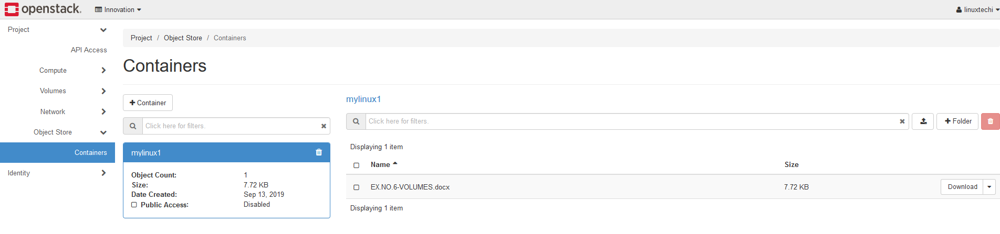 openstack. Innovation linuxtechi
Project
API Access
Compute
Volumes
Network
Object Store
Containers
Identity
Project / Object Store / Containers
Containers
+ Container
Click here for filters.
mylinux1
Object Count: 1
Size: 7.72 KB
Date Created: Sep 13, 2019
Public Access: Disabled
mylinux1
Click here for filters. + Folder
Displaying 1 item
Name Size
EX.NO.6-VOLUMES.docx 7.72 KB Download
Displaying 1 item